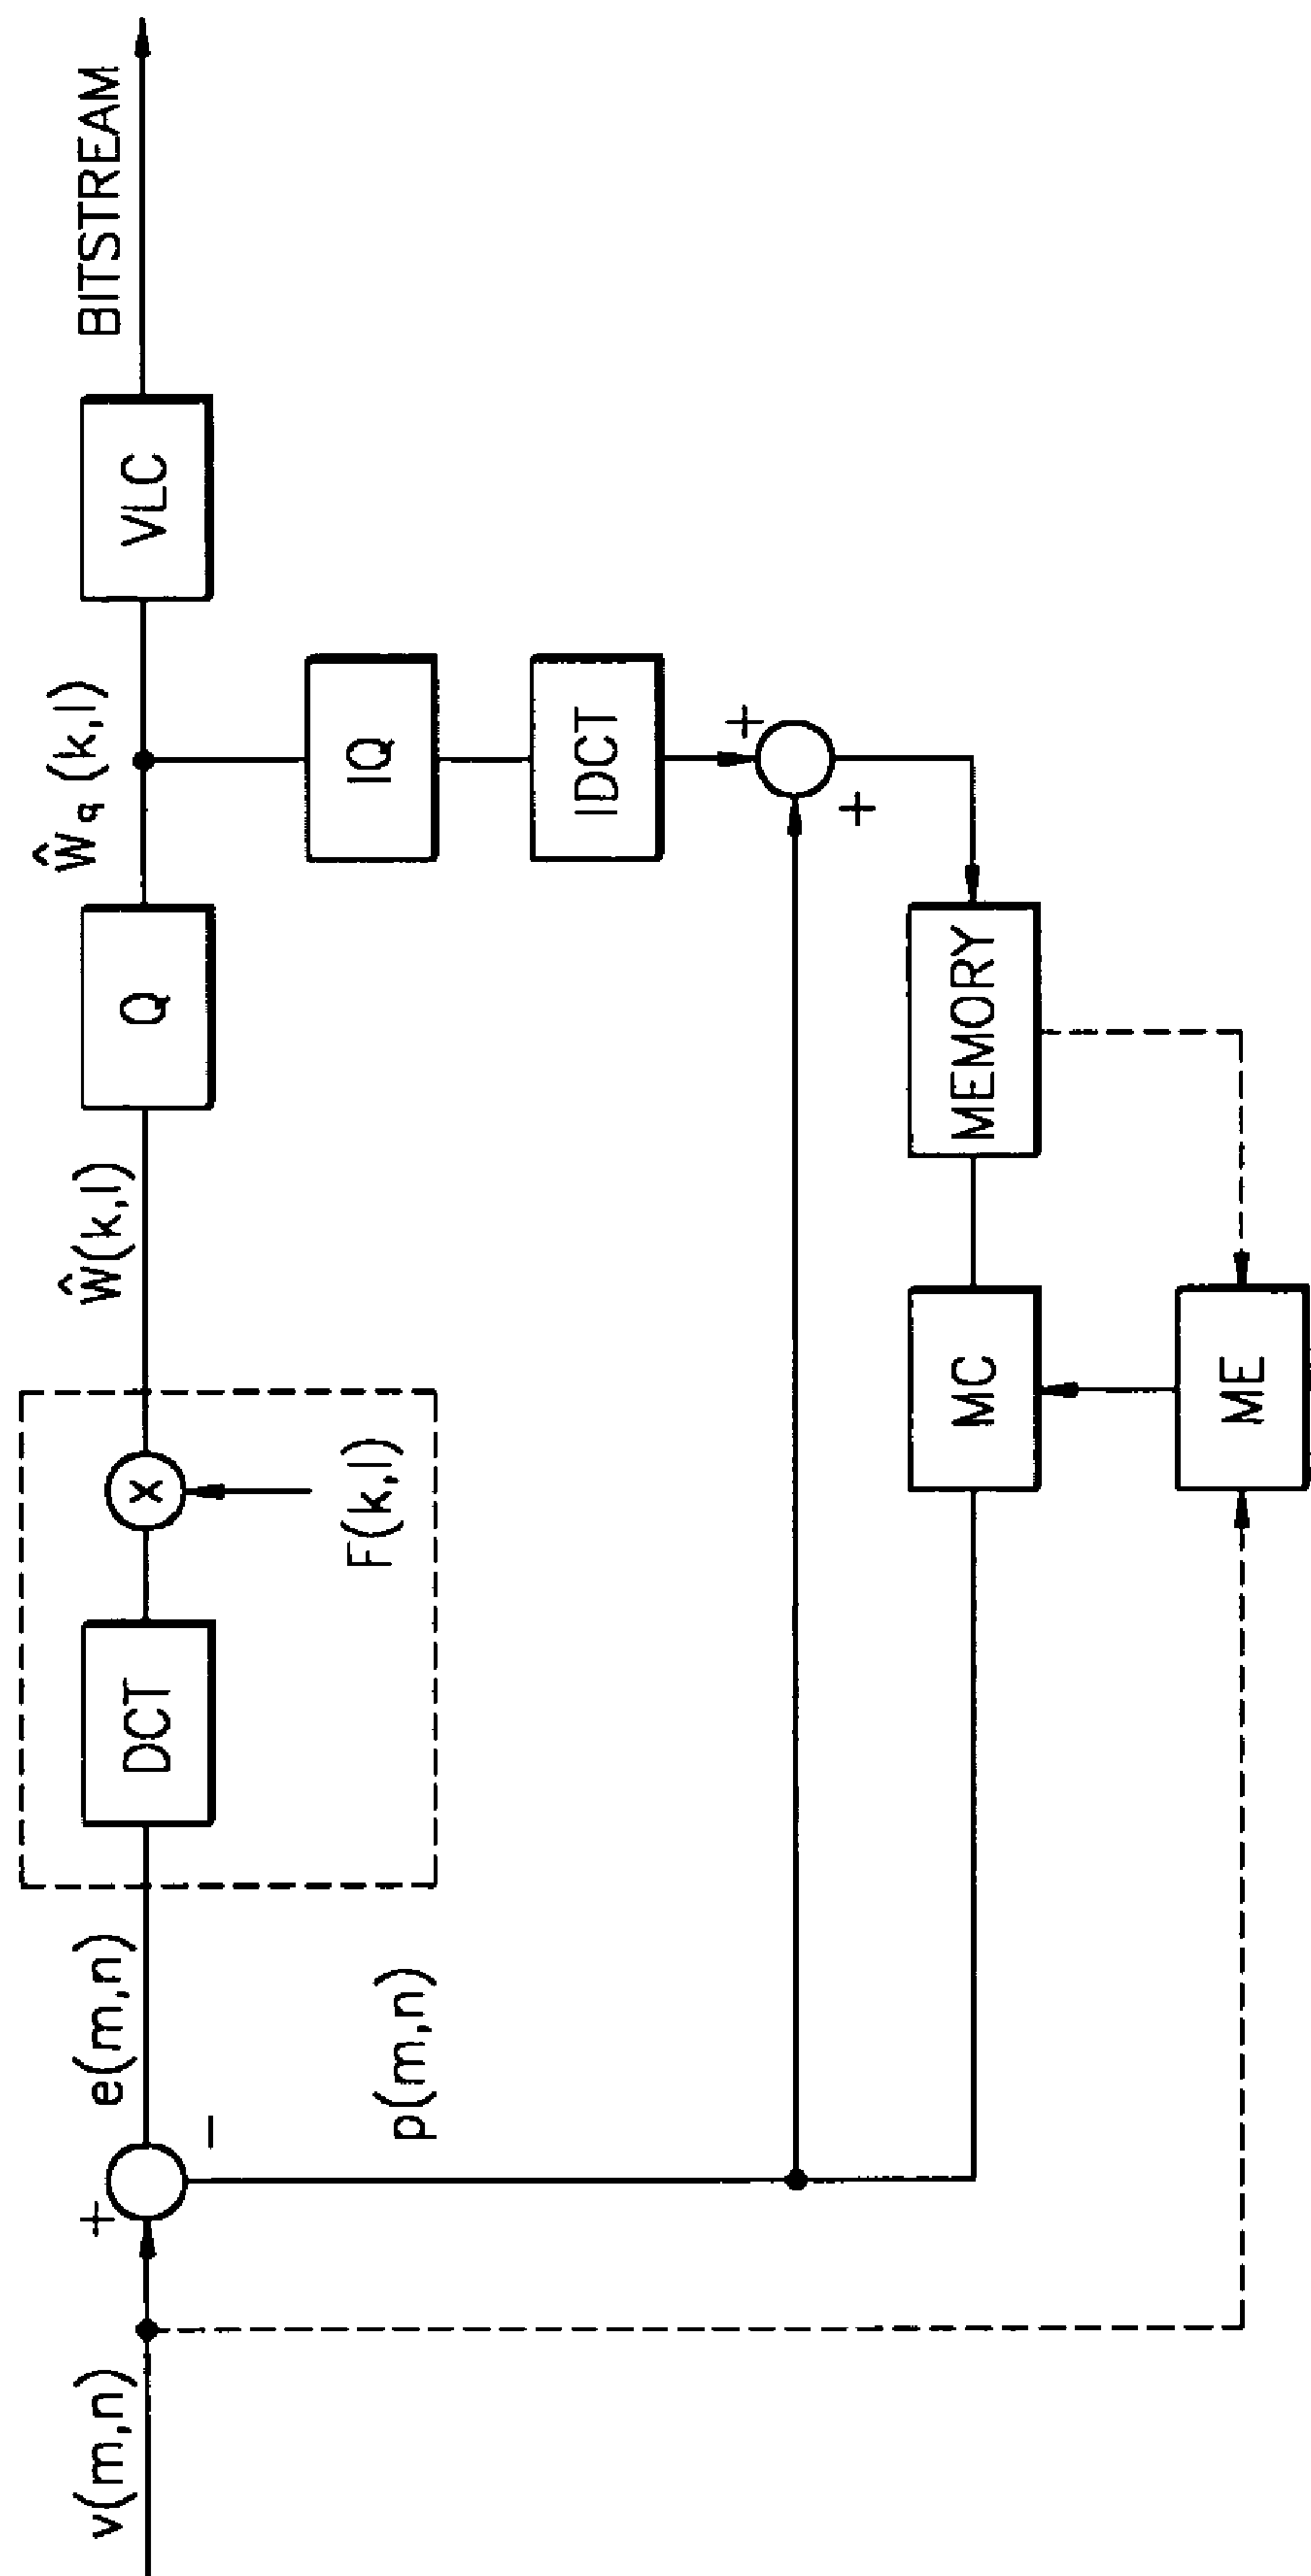 v(m,n)
+
e(m,n)
-
p(m,n)
DCT
x
F(k,l)
Ŵ(k,l)
Q
Ŵq (k,l)
VLC
BITSTREAM
IQ
IDCT
+
+
MEMORY
MC
ME